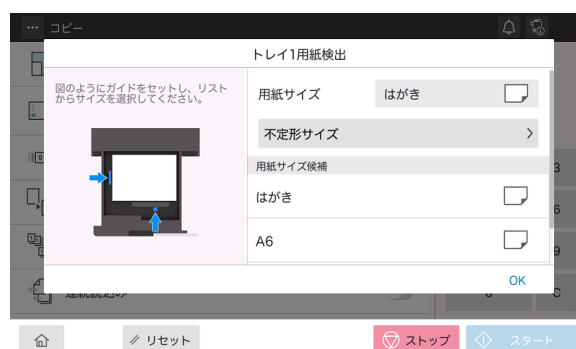 … コピー
トレイ1用紙検出
図のようにガイドをセットし、リスト
からサイズを選択してください。
用紙サイズ はがき
不定形サイズ
用紙サイズ候補
はがき
A6
OK
3
6
9
0 C
リセット
ストップ
スタート